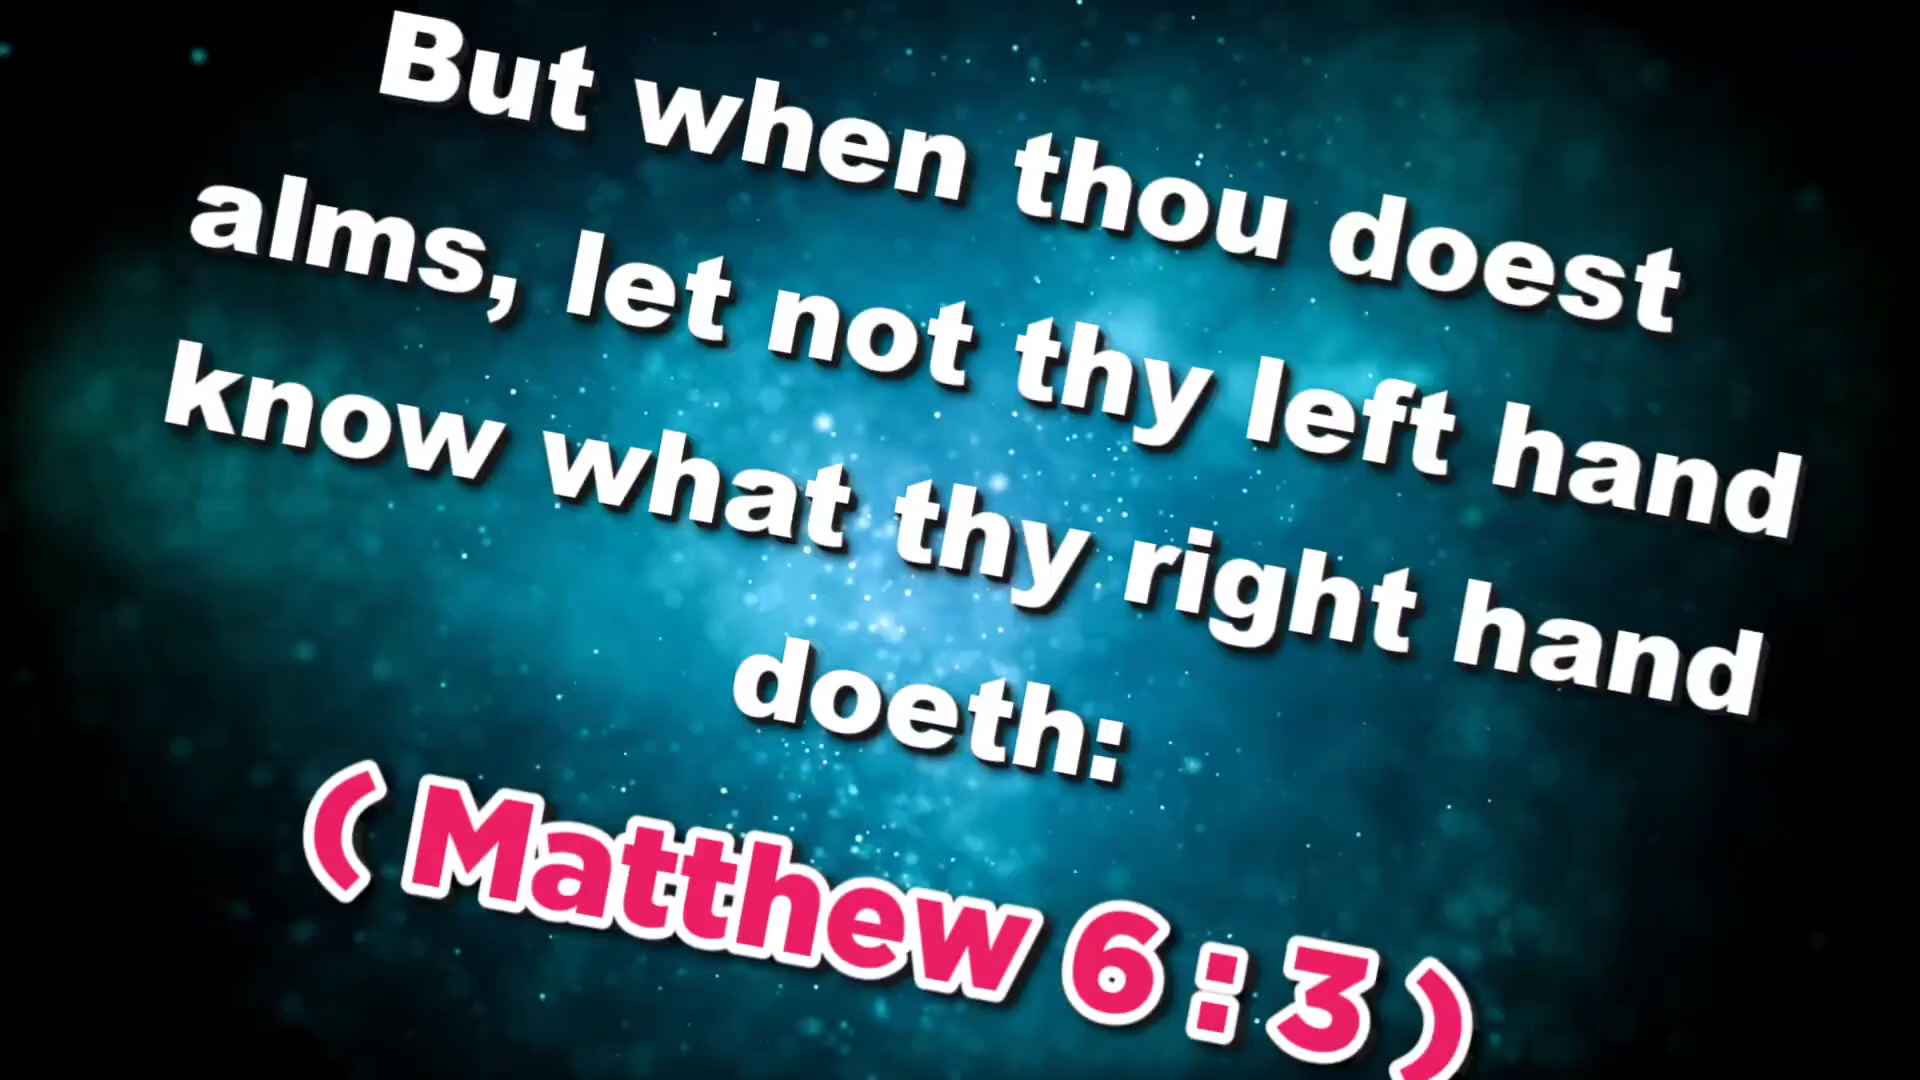 But when thou doest
alms, let not thy left hand
know what thy right hand
doeth:
( Matthew 6 : 3 )